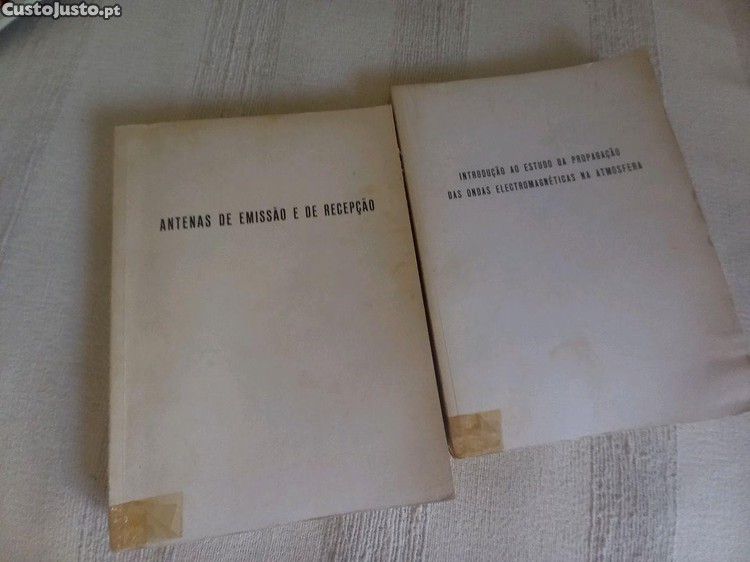 CustoJusto.pt
ANTENAS DE EMISSÃO E DE RECEPÇÃO
INTRODUÇÃO AO ESTUDO DA PROPAGAÇÃO
DAS ONDAS ELECTROMAGNÉTICAS NA ATMOSFERA